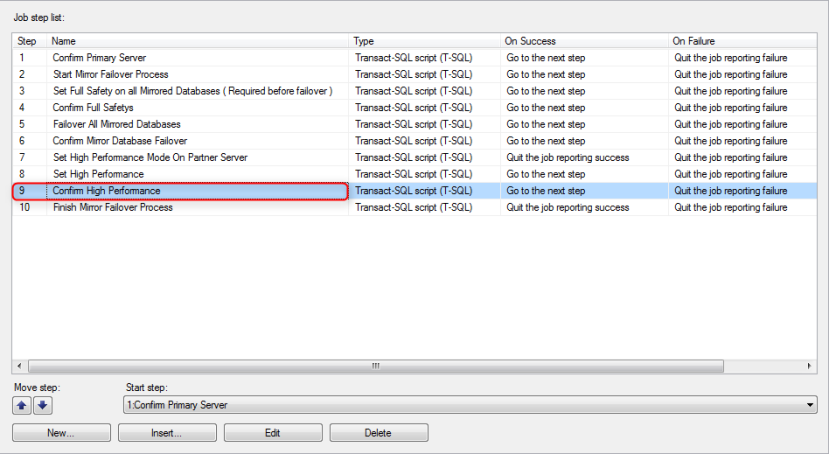 Job step list:
Step Name Type On Success On Failure
1 Confirm Primary Server Transact-SQL script (T-SQL) Go to the next step Quit the job reporting failure
2 Start Mirror Failover Process Transact-SQL script (T-SQL) Go to the next step Quit the job reporting failure
3 Set Full Safety on all Mirrored Databases ( Required before failover ) Transact-SQL script (T-SQL) Go to the next step Quit the job reporting failure
4 Confirm Full Safetys Transact-SQL script (T-SQL) Go to the next step Quit the job reporting failure
5 Failover All Mirrored Databases Transact-SQL script (T-SQL) Go to the next step Quit the job reporting failure
6 Confirm Mirror Database Failover Transact-SQL script (T-SQL) Go to the next step Quit the job reporting failure
7 Set High Performance Mode On Partner Server Transact-SQL script (T-SQL) Quit the job reporting success Quit the job reporting failure
8 Set High Performance Transact-SQL script (T-SQL) Go to the next step Quit the job reporting failure
9 Confirm High Performance Transact-SQL script (T-SQL) Go to the next step Quit the job reporting failure
10 Finish Mirror Failover Process Transact-SQL script (T-SQL) Quit the job reporting success Quit the job reporting failure
Move step: Start step:
1:Confirm Primary Server
New... Insert... Edit Delete